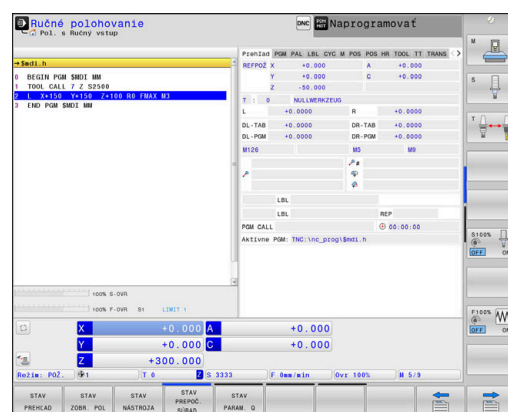 Ručné polohovanie
Pol. s Ručný vstup
DNC
Naprogramovať
→$mdi.h
0 BEGIN PGM $MDI MM
1 TOOL CALL 7 Z S2500
2 L X+150 Y+150 Z+100 R0 FMAX M3
3 END PGM $MDI MM
Prehľad PGM PAL LBL CYC M POS POS HR TOOL TT TRANS
REFPOŽ X +0.000 A +0.000
Y +0.000 C +0.000
Z -50.000
T : 0 NULLWERKZEUG
L +0.0000 R +0.0000
DL-TAB +0.0000 DR-TAB +0.0000
DL-PGM +0.0000 DR-PGM +0.0000
M126 M5 M9
LBL
LBL REP
PGM CALL 00:00:00
Aktívne PGM: TNC:\nc_prog\$mdi.h
100% S-OVR
100% F-OVR S1 LIMIT 1
X +0.000 A +0.000
Y +0.000 C +0.000
Z +300.000
Režim: POŽ. 1 T 0 Z S 3333 F 0mm/min Ovr 100% M 5/9
STAV PREHĽAD
STAV ZOBR. POL
STAV NÁSTROJA
STAV PREPOČ. SÚRAD.
STAV PARAM. Q
M
S
T
S100%
OFF ON
F100%
OFF ON